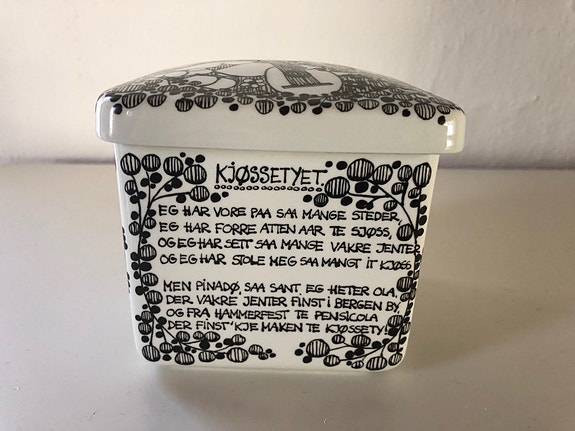 KJØSSETYET.
EG HAR VORE PAA SAA MANGE STEDER,
EG HAR FORRE ATTEN AAR TE SJØSS,
OG EG HAR SETT SAA MANGE VAKRE JENTER
OG EG HAR STOLE MEG SAA MANGT IT KJØSS
MEN PINADØ, SAA SANT EG HETER OLA,
DER VAKRE JENTER FINST I BERGEN BY,
OG FRA HAMMERFEST TE PENSICOLA
DER FINST'KJE MAKEN TE KJØSSETY!